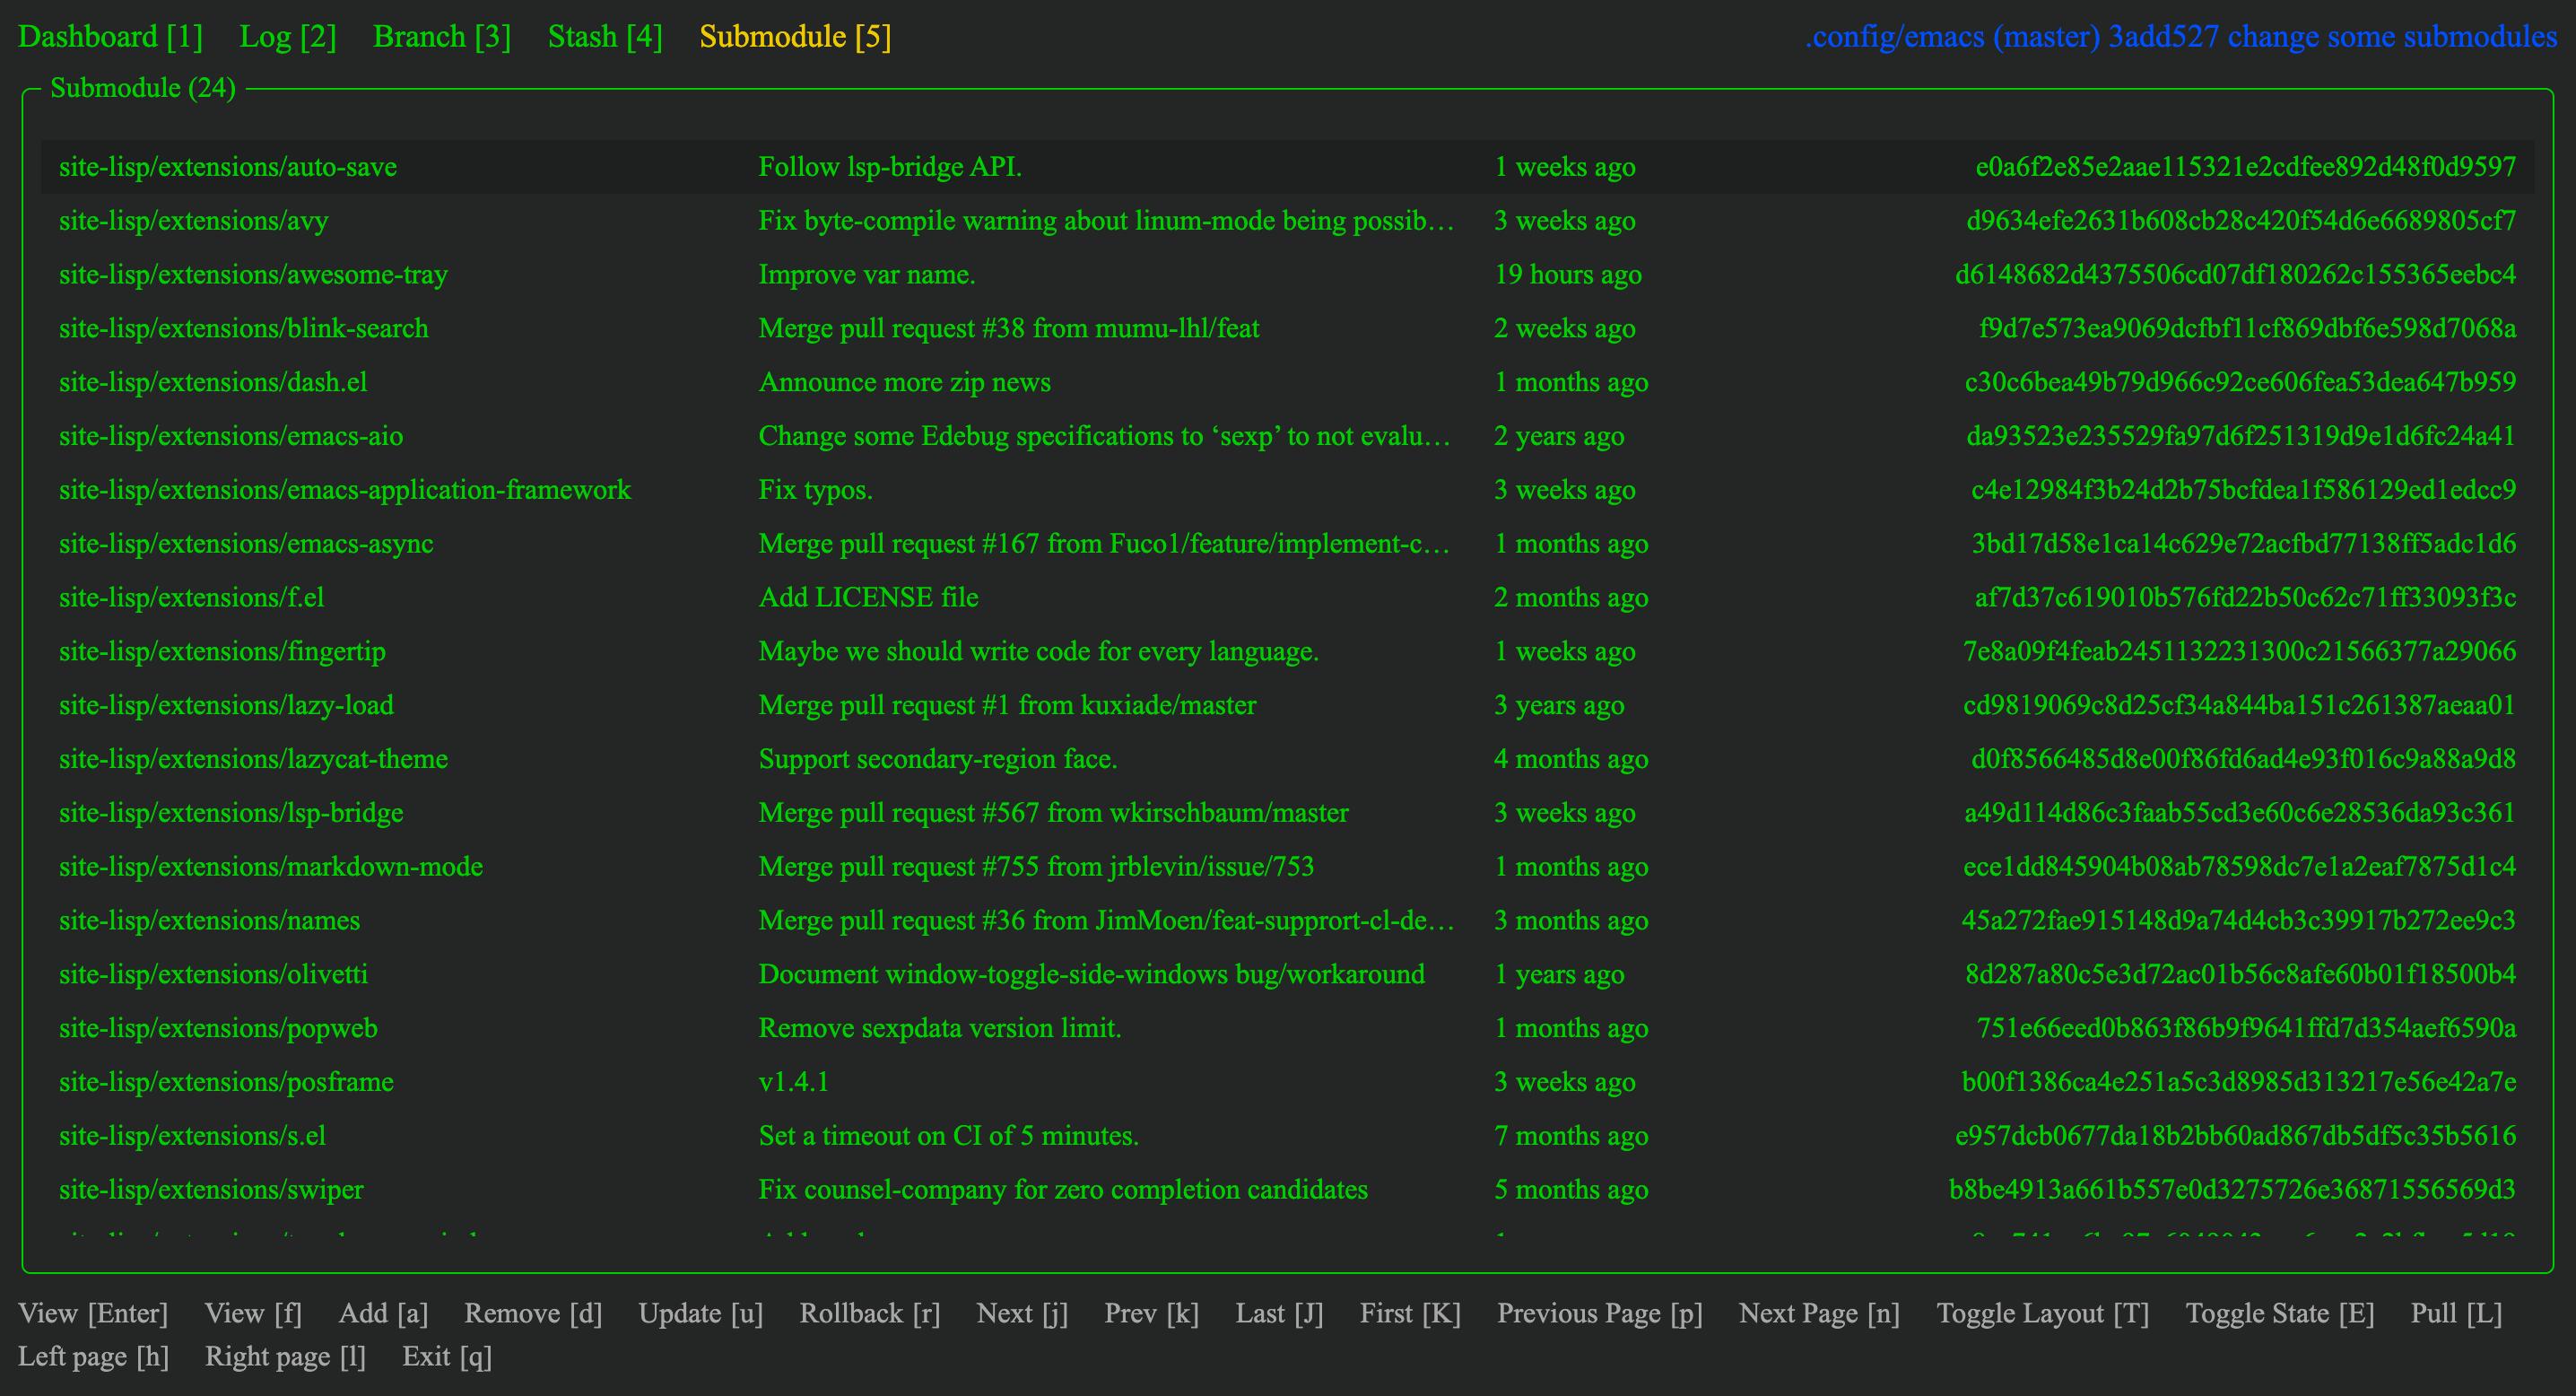 Dashboard [1] Log [2] Branch [3] Stash [4] Submodule [5] .config/emacs (master) 3add527 change some submodules
Submodule (24)
site-lisp/extensions/auto-save Follow lsp-bridge API. 1 weeks ago e0a6f2e85e2aae115321e2cdfee892d48f0d9597
site-lisp/extensions/avy Fix byte-compile warning about linum-mode being possib… 3 weeks ago d9634efe2631b608cb28c420f54d6e6689805cf7
site-lisp/extensions/awesome-tray Improve var name. 19 hours ago d6148682d4375506cd07df180262c155365eebc4
site-lisp/extensions/blink-search Merge pull request #38 from mumu-lhl/feat 2 weeks ago f9d7e573ea9069dcfbf11cf869dbf6e598d7068a
site-lisp/extensions/dash.el Announce more zip news 1 months ago c30c6bea49b79d966c92ce606fea53dea647b959
site-lisp/extensions/emacs-aio Change some Edebug specifications to ‘sexp’ to not evalu… 2 years ago da93523e235529fa97d6f251319d9e1d6fc24a41
site-lisp/extensions/emacs-application-framework Fix typos. 3 weeks ago c4e12984f3b24d2b75bcfdea1f586129ed1edcc9
site-lisp/extensions/emacs-async Merge pull request #167 from Fuco1/feature/implement-c… 1 months ago 3bd17d58e1ca14c629e72acfbd77138ff5adc1d6
site-lisp/extensions/f.el Add LICENSE file 2 months ago af7d37c619010b576fd22b50c62c71ff33093f3c
site-lisp/extensions/fingertip Maybe we should write code for every language. 1 weeks ago 7e8a09f4feab2451132231300c21566377a29066
site-lisp/extensions/lazy-load Merge pull request #1 from kuxiade/master 3 years ago cd9819069c8d25cf34a844ba151c261387aeaa01
site-lisp/extensions/lazycat-theme Support secondary-region face. 4 months ago d0f8566485d8e00f86fd6ad4e93f016c9a88a9d8
site-lisp/extensions/lsp-bridge Merge pull request #567 from wkirschbaum/master 3 weeks ago a49d114d86c3faab55cd3e60c6e28536da93c361
site-lisp/extensions/markdown-mode Merge pull request #755 from jrblevin/issue/753 1 months ago ece1dd845904b08ab78598dc7e1a2eaf7875d1c4
site-lisp/extensions/names Merge pull request #36 from JimMoen/feat-supprort-cl-de… 3 months ago 45a272fae915148d9a74d4cb3c39917b272ee9c3
site-lisp/extensions/olivetti Document window-toggle-side-windows bug/workaround 1 years ago 8d287a80c5e3d72ac01b56c8afe60b01f18500b4
site-lisp/extensions/popweb Remove sexpdata version limit. 1 months ago 751e66eed0b863f86b9f9641ffd7d354aef6590a
site-lisp/extensions/posframe v1.4.1 3 weeks ago b00f1386ca4e251a5c3d8985d313217e56e42a7e
site-lisp/extensions/s.el Set a timeout on CI of 5 minutes. 7 months ago e957dcb0677da18b2bb60ad867db5df5c35b5616
site-lisp/extensions/swiper Fix counsel-company for zero completion candidates 5 months ago b8be4913a661b557e0d3275726e36871556569d3
View [Enter] View [f] Add [a] Remove [d] Update [u] Rollback [r] Next [j] Prev [k] Last [J] First [K] Previous Page [p] Next Page [n] Toggle Layout [T] Toggle State [E] Pull [L]
Left page [h] Right page [l] Exit [q]